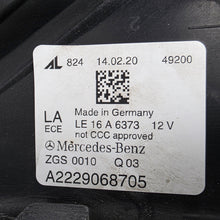 AL 824 14.02.20 49200
Made in Germany
LA LE 16 A 6373 12 V
ECE not CCC approved
Mercedes-Benz
ZGS 0010 Q 03
A2229068705